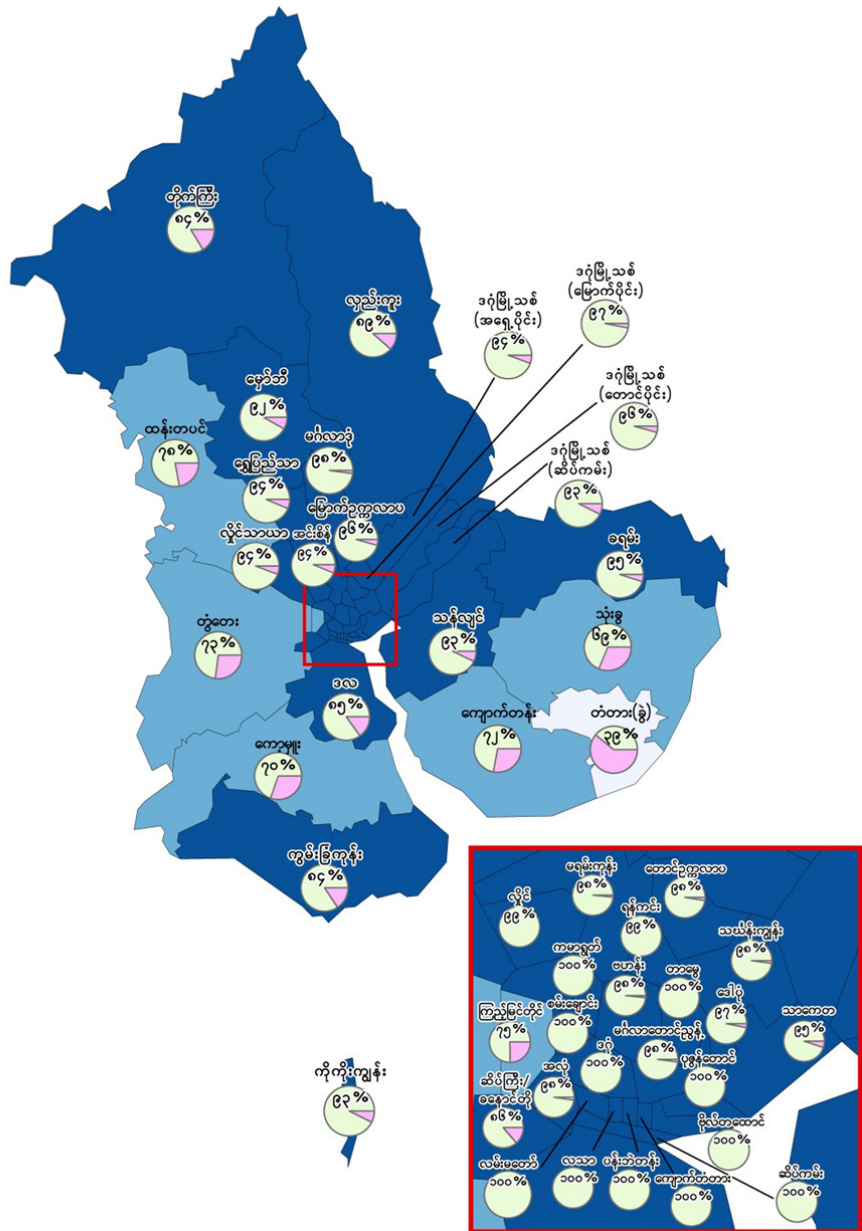 တိုက်ကြီး
၈၄%
လှည်းကူး
၈၉%
ဒဂုံမြို့သစ်
(အရှေ့ပိုင်း)
၉၄%
ဒဂုံမြို့သစ်
(မြောက်ပိုင်း)
၉၇%
မှော်ဘီ
၉၂%
ဒဂုံမြို့သစ်
(တောင်ပိုင်း)
၉၆%
ထန်းတပင်
၇၈%
မင်္ဂလာဒုံ
၉၈%
ရွှေပြည်သာ
၉၄%
ဒဂုံမြို့သစ်
(ဆိပ်ကမ်း)
၉၃%
မြောက်ဥက္ကလာပ
၉၆%
လှိုင်သာယာ
၉၄%
အင်းစိန်
၉၄%
ခရမ်း
၉၅%
တွံတေး
၇၃%
သန်လျင်
၉၃%
သုံးခွ
၆၉%
ဒလ
၈၅%
ကျောက်တန်း
၇၂%
တံတား(ခွဲ)
၃၉%
ကော့မှူး
၇၀%
ကွမ်းခြံကုန်း
၈၄%
ကိုကိုးကျွန်း
၉၃%
မရမ်းကုန်း
၉၈%
တောင်ဥက္ကလာပ
၉၈%
လှိုင်
၉၉%
ရန်ကင်း
၉၉%
သင်္ဃန်းကျွန်း
၉၈%
ကမာရွတ်
၁၀၀%
ဗဟန်း
၉၈%
တာမွေ
၁၀၀%
ဒေါပုံ
၉၇%
သာကေတ
၉၅%
ကြည့်မြင်တိုင်
၇၅%
စမ်းချောင်း
၁၀၀%
ဒဂုံ
၁၀၀%
မင်္ဂလာတောင်ညွန့်
၉၈%
ပုဇွန်တောင်
၁၀၀%
ဆိပ်ကြီး/
ခနောင်တို
၈၆%
အလုံ
၉၈%
ဗိုလ်တထောင်
၁၀၀%
လမ်းမတော်
၁၀၀%
လသာ
၁၀၀%
ပန်းဘဲတန်း
၁၀၀%
ကျောက်တံတား
၁၀၀%
ဆိပ်ကမ်း
၁၀၀%